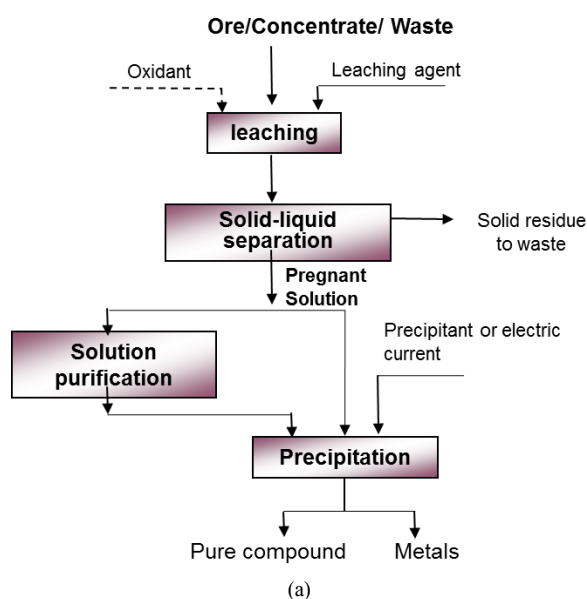 Ore/Concentrate/ Waste
Oxidant
Leaching agent
leaching
Solid-liquid
separation
Solid residue
to waste
Pregnant
Solution
Precipitant or electric
current
Solution
purification
Precipitation
Pure compound
Metals
(a)